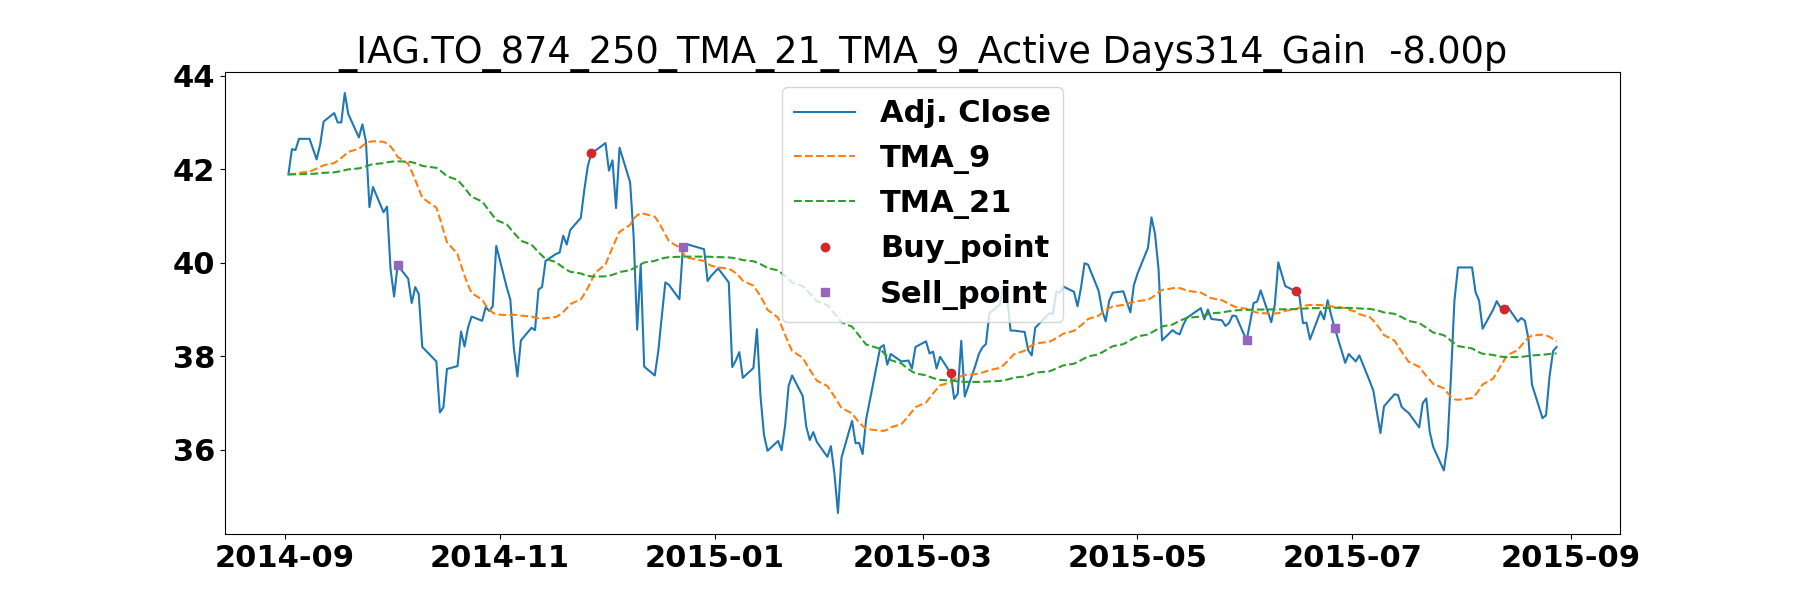 _IAG.TO_874_250_TMA_21_TMA_9_Active Days314_Gain  -8.00p
44
42
40
38
36
Adj. Close
TMA_9
TMA_21
Buy_point
Sell_point
2014-09 2014-11 2015-01 2015-03 2015-05 2015-07 2015-09